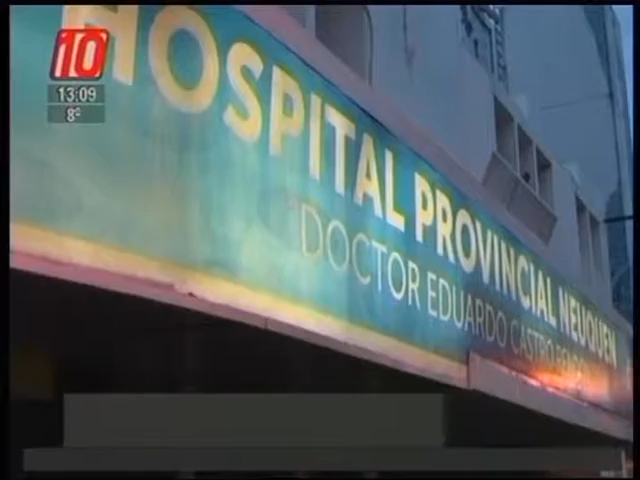 10
13:09
8°
HOSPITAL PROVINCIAL NEUQUEN
"DOCTOR EDUARDO CASTRO